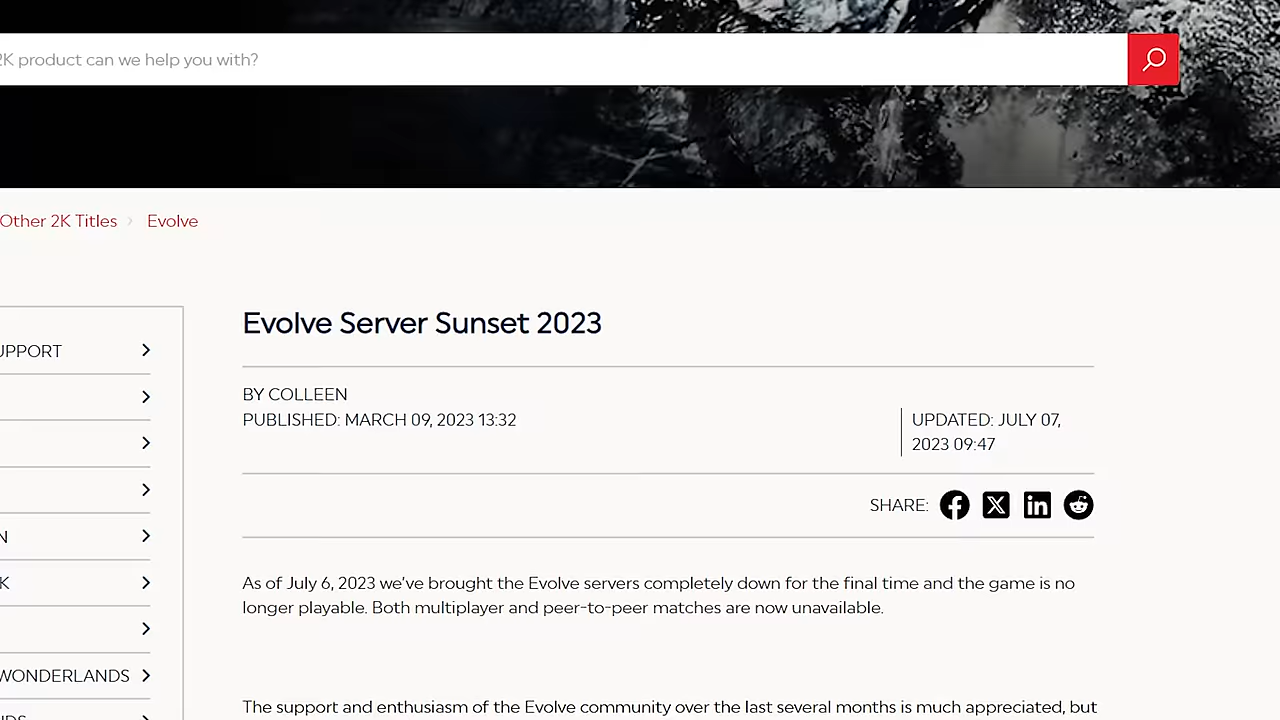 2K product can we help you with?
Other 2K Titles
Evolve
UPPORT
N
K
WONDERLANDS
Evolve Server Sunset 2023
BY COLLEEN
PUBLISHED: MARCH 09, 2023 13:32
UPDATED: JULY 07,
2023 09:47
SHARE:
As of July 6, 2023 we've brought the Evolve servers completely down for the final time and the game is no
longer playable. Both multiplayer and peer-to-peer matches are now unavailable.
The support and enthusiasm of the Evolve community over the last several months is much appreciated, but